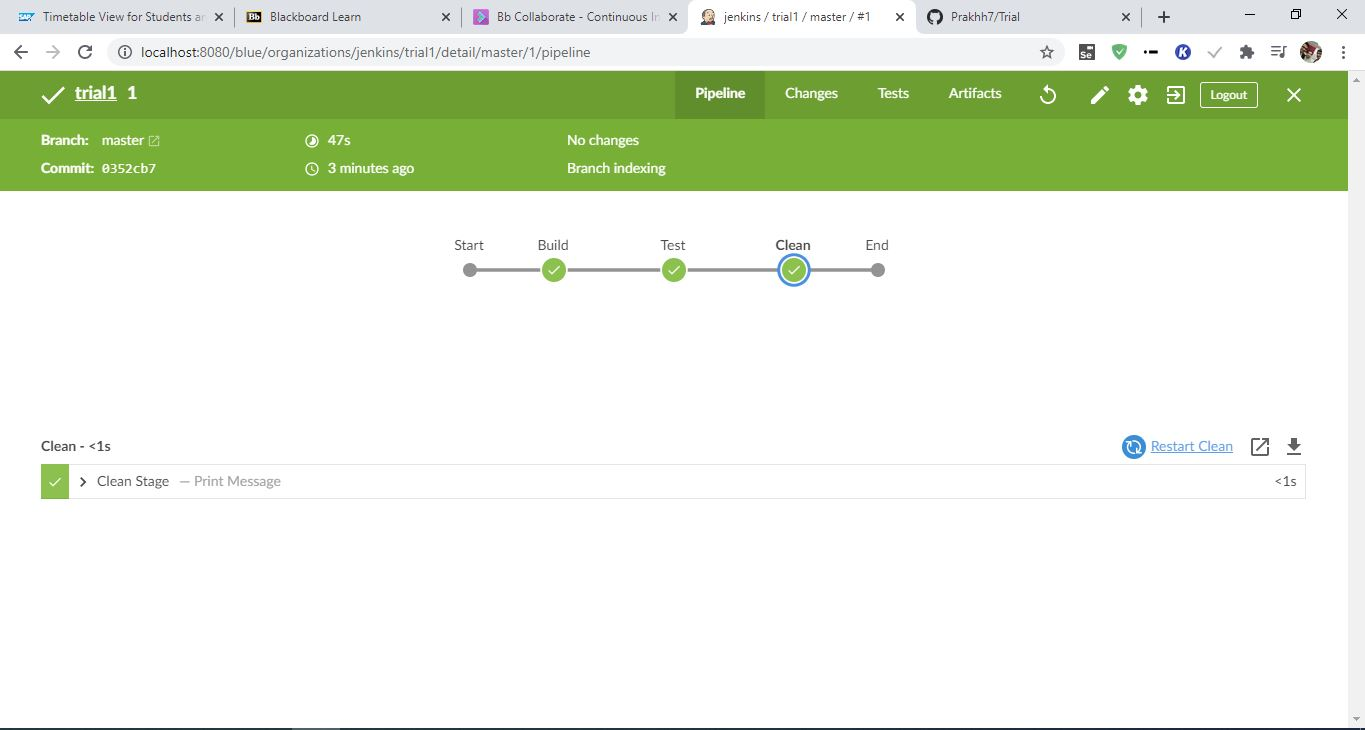 Timetable View for Students an
Blackboard Learn
Bb Collaborate - Continuous In
jenkins / trial1 / master / #1
Prakhh7/Trial
localhost:8080/blue/organizations/jenkins/trial1/detail/master/1/pipeline
trial1 1
Pipeline
Changes
Tests
Artifacts
Logout
Branch: master
47s
No changes
Commit: 0352cb7
3 minutes ago
Branch indexing
Start
Build
Test
Clean
End
Clean - <1s
Restart Clean
Clean Stage — Print Message
<1s